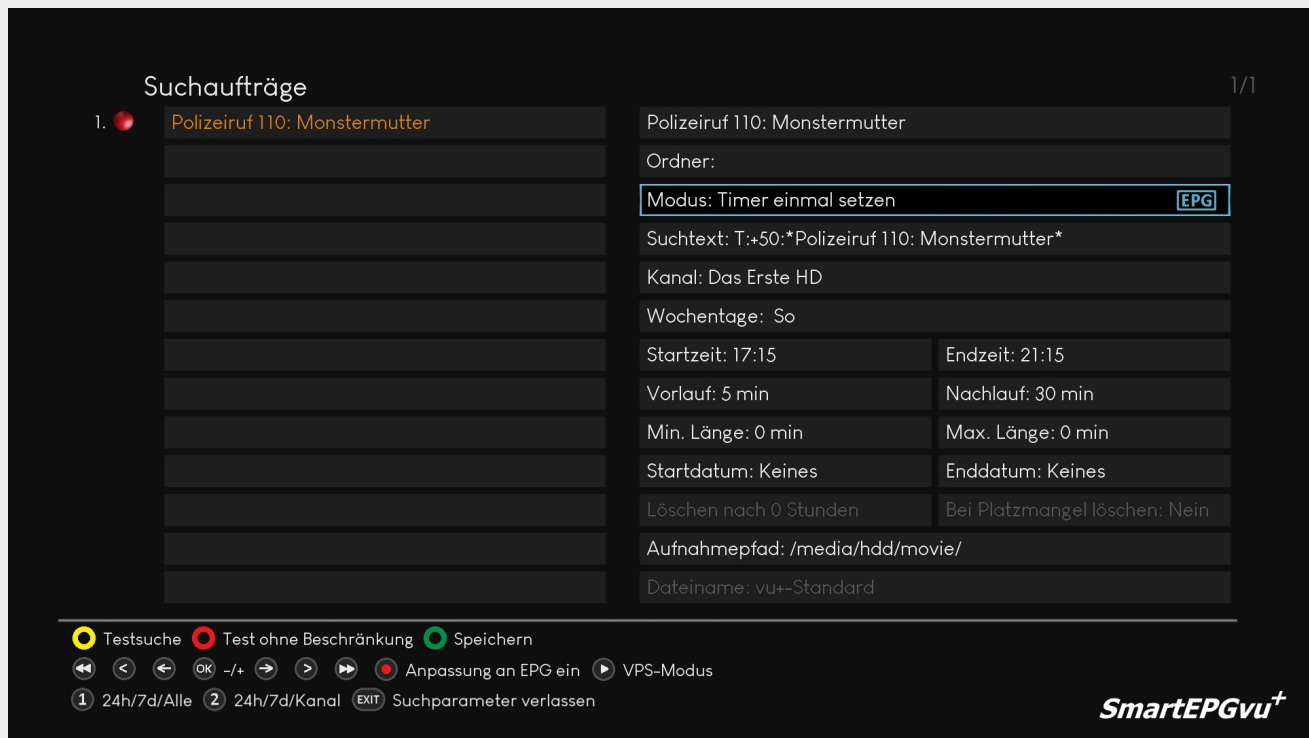 Suchaufträge
1/1
1. Polizeiruf 110: Monstermutter
Polizeiruf 110: Monstermutter
Ordner:
Modus: Timer einmal setzen EPG
Suchtext: T:+50:*Polizeiruf 110: Monstermutter*
Kanal: Das Erste HD
Wochentage: So
Startzeit: 17:15 Endzeit: 21:15
Vorlauf: 5 min Nachlauf: 30 min
Min. Länge: 0 min Max. Länge: 0 min
Startdatum: Keines Enddatum: Keines
Löschen nach 0 Stunden Bei Platzmangel löschen: Nein
Aufnahmepfad: /media/hdd/movie/
Dateiname: vu+-Standard
Testsuche Test ohne Beschränkung Speichern
OK -/+ Anpassung an EPG ein VPS-Modus
1 24h/7d/Alle 2 24h/7d/Kanal EXIT Suchparameter verlassen
SmartEPGvu+